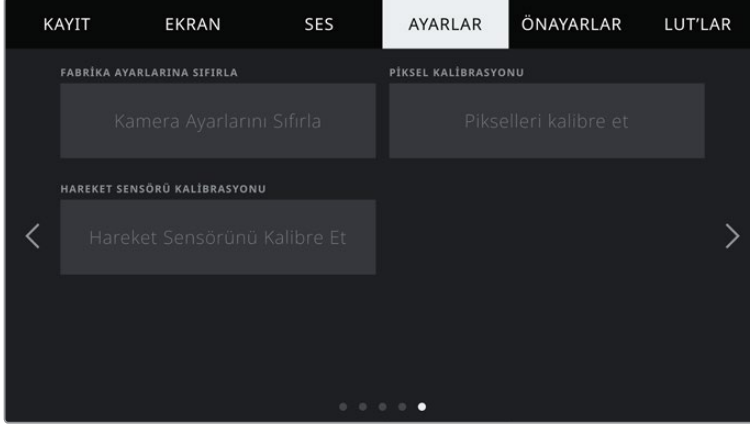 KAYIT EKRAN SES AYARLAR ÖNAYARLAR LUT'LAR
FABRİKA AYARLARINA SIFIRLA PİKSEL KALİBRASYONU
Kamera Ayarlarını Sıfırla Pikselleri kalibre et
HAREKET SENSÖRÜ KALİBRASYONU
Hareket Sensörünü Kalibre Et